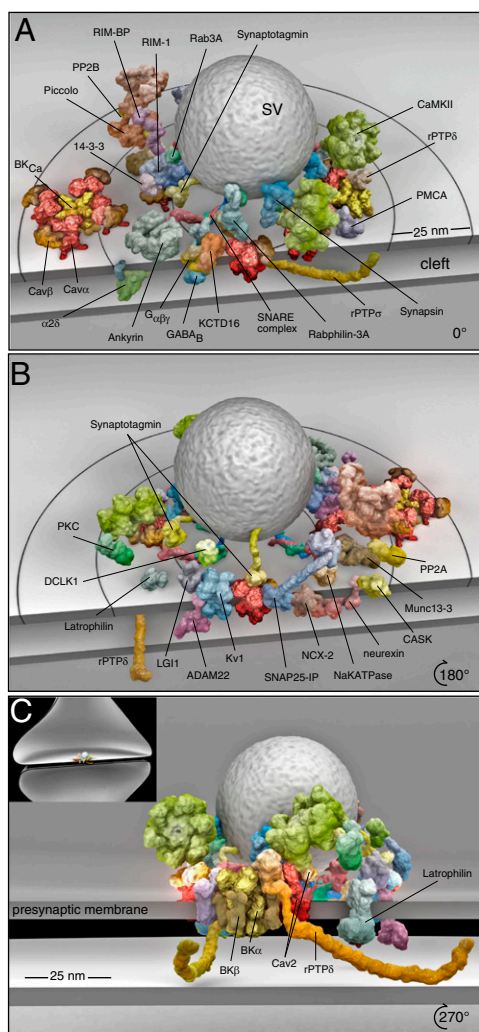 A
RIM-BP
RIM-1
Rab3A
Synaptotagmin
PP2B
Piccolo
SV
CaMKII
14-3-3
rPTPδ
BKCa
PMCA
25 nm
cleft
Cavβ
Cavα
α2δ
Ankyrin
Gαβγ
GABAB
KCTD16
SNARE
complex
Rabphilin-3A
rPTPσ
Synapsin
0°
B
Synaptotagmin
PKC
DCLK1
PP2A
Munc13-3
Latrophilin
CASK
rPTPδ
LGI1
ADAM22
Kv1
SNAP25-IP
NCX-2
NaKATPase
neurexin
180°
C
Latrophilin
presynaptic membrane
25 nm
BKβ
BKα
Cav2
rPTPδ
270°